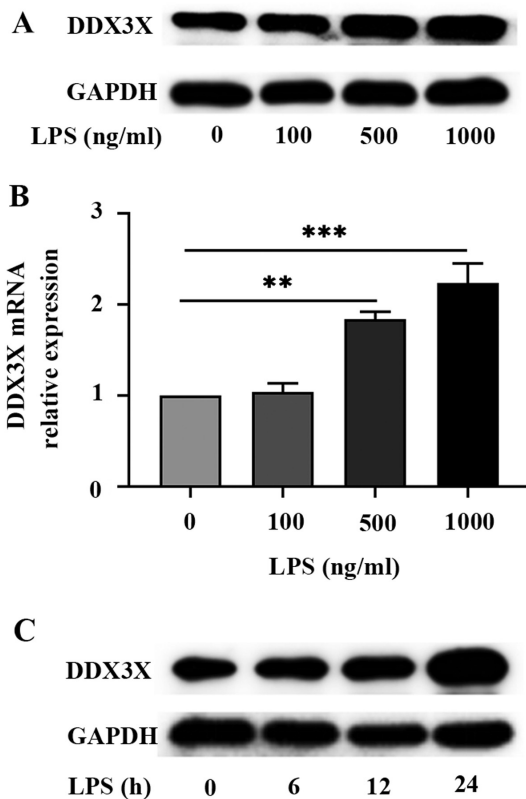 A
DDX3X
GAPDH
LPS (ng/ml) 0 100 500 1000
B
DDX3X mRNA
relative expression
3
2
1
0
***
**
0 100 500 1000
LPS (ng/ml)
C
DDX3X
GAPDH
LPS (h) 0 6 12 24